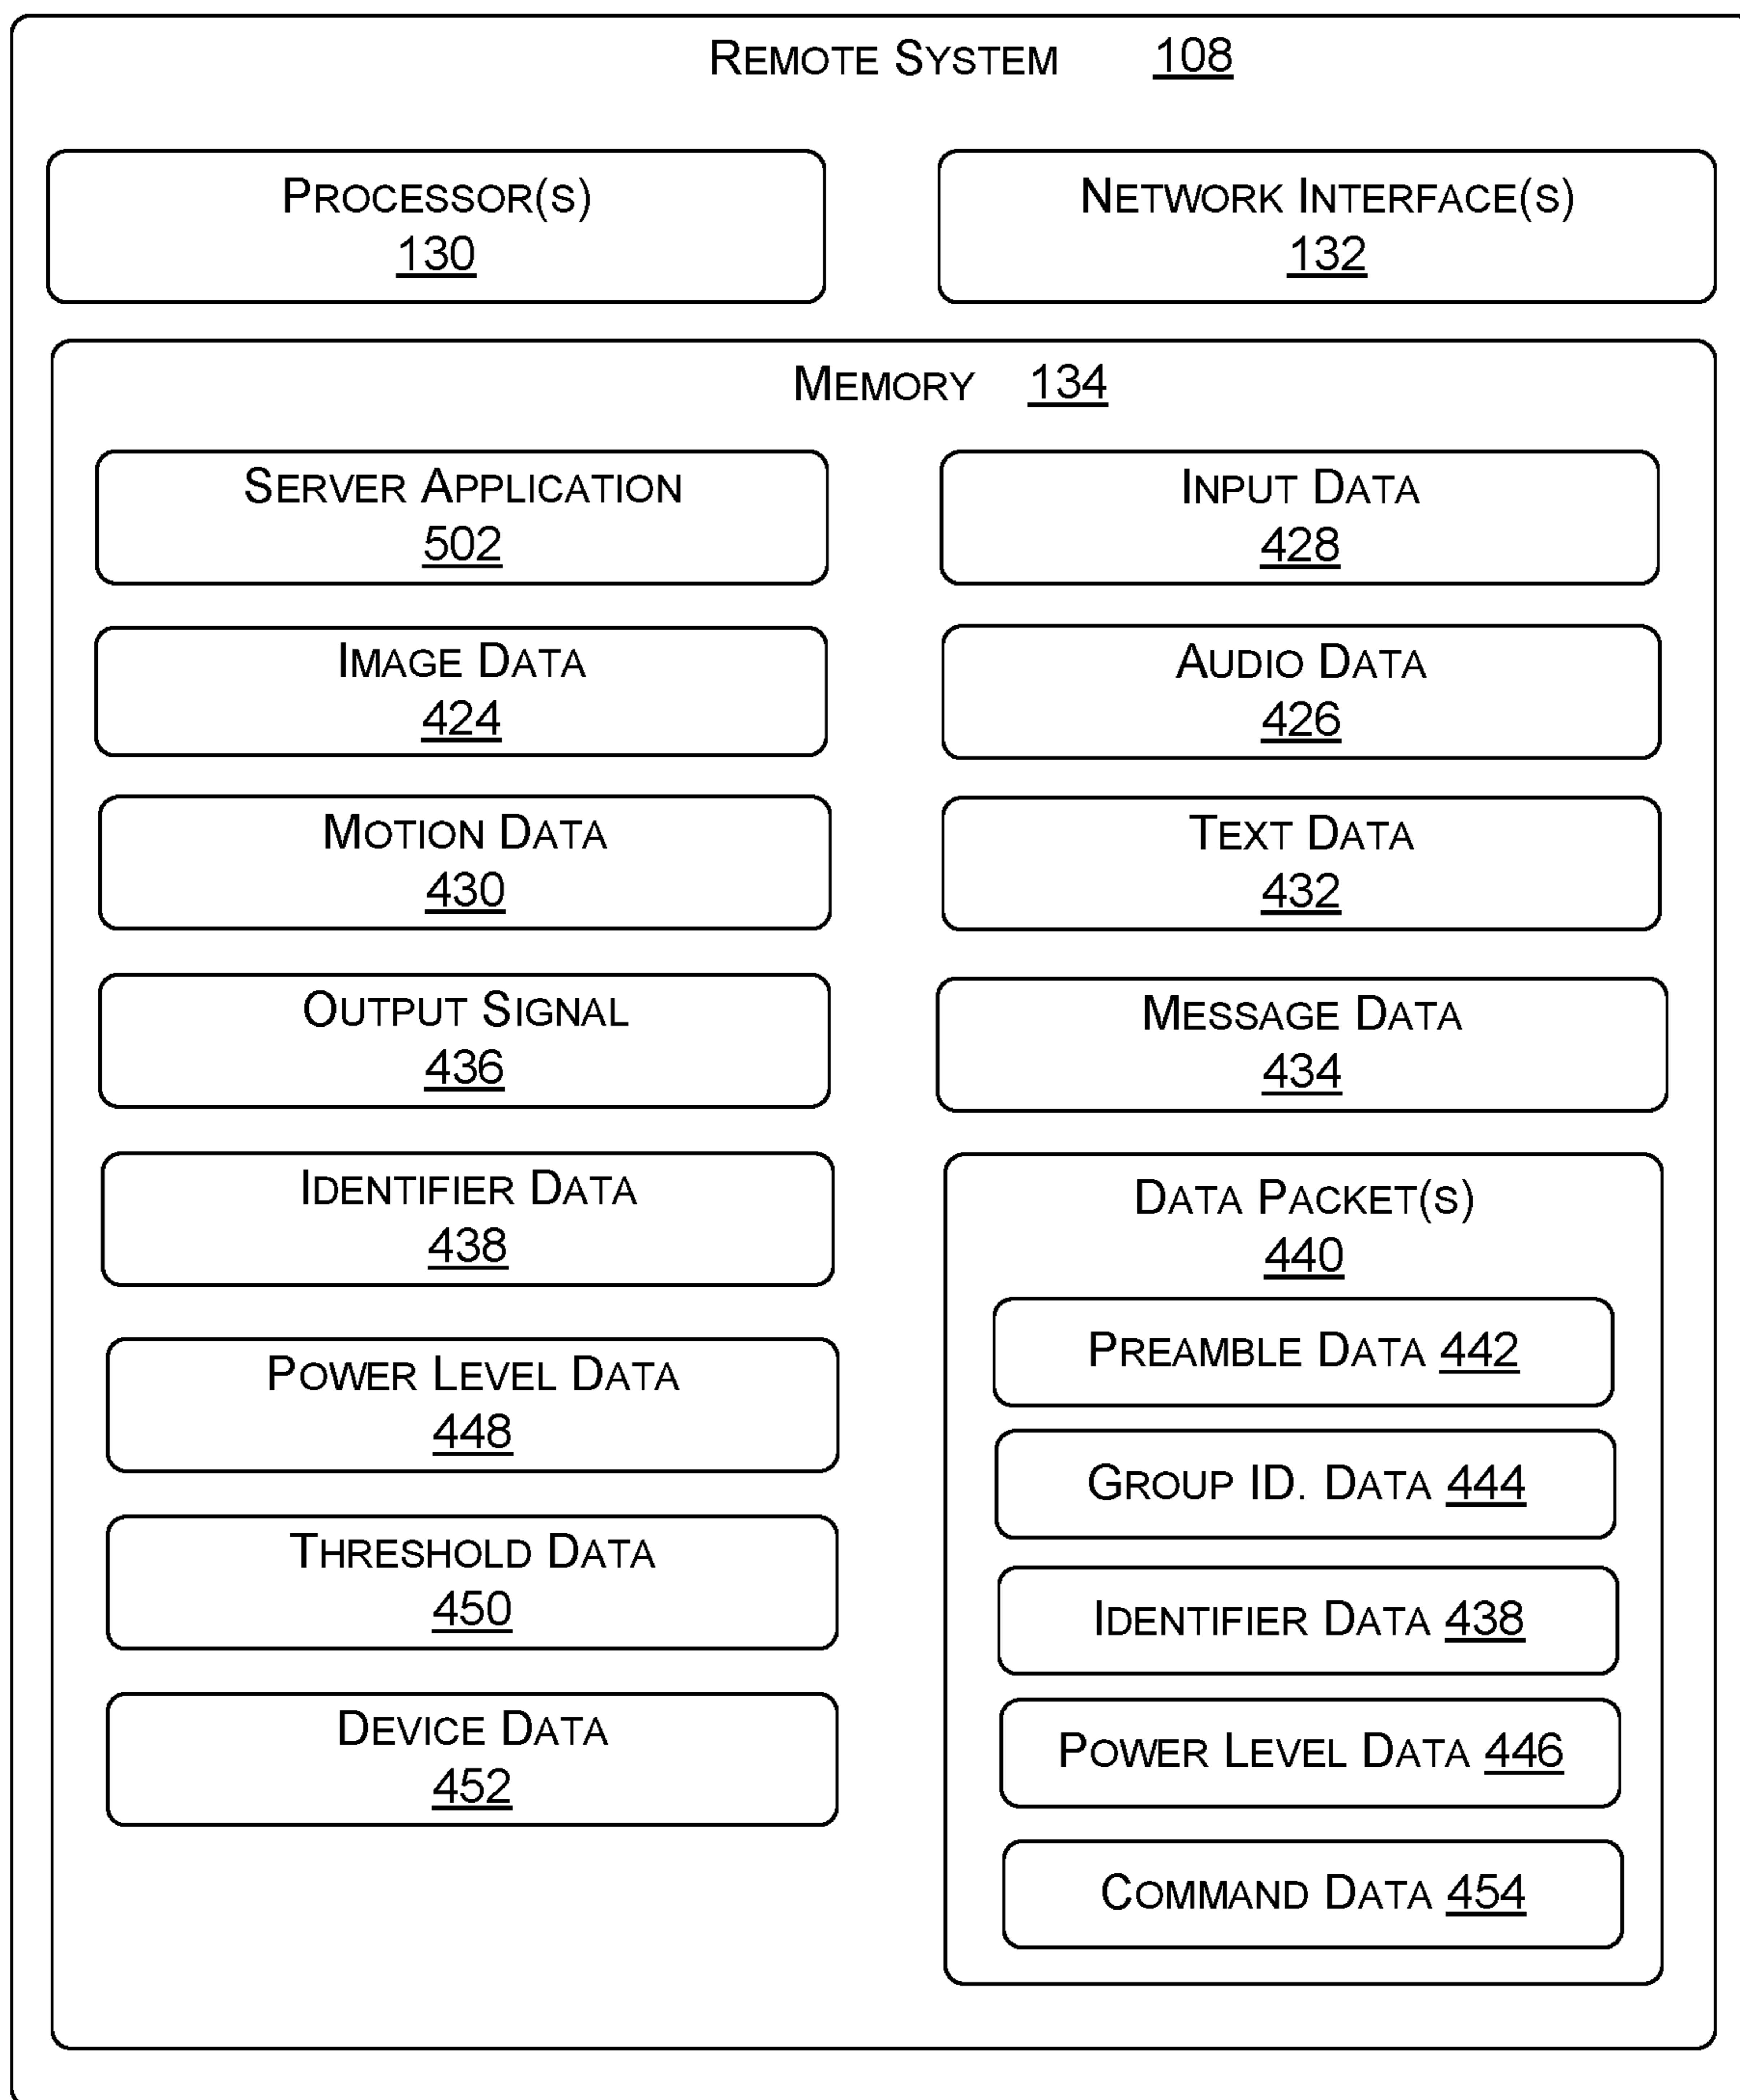 REMOTE SYSTEM 108
PROCESSOR(S)
130
NETWORK INTERFACE(S)
132
MEMORY 134
SERVER APPLICATION
502
INPUT DATA
428
IMAGE DATA
424
AUDIO DATA
426
MOTION DATA
430
TEXT DATA
432
OUTPUT SIGNAL
436
MESSAGE DATA
434
IDENTIFIER DATA
438
POWER LEVEL DATA
448
THRESHOLD DATA
450
DEVICE DATA
452
DATA PACKET(S)
440
PREAMBLE DATA 442
GROUP ID. DATA 444
IDENTIFIER DATA 438
POWER LEVEL DATA 446
COMMAND DATA 454